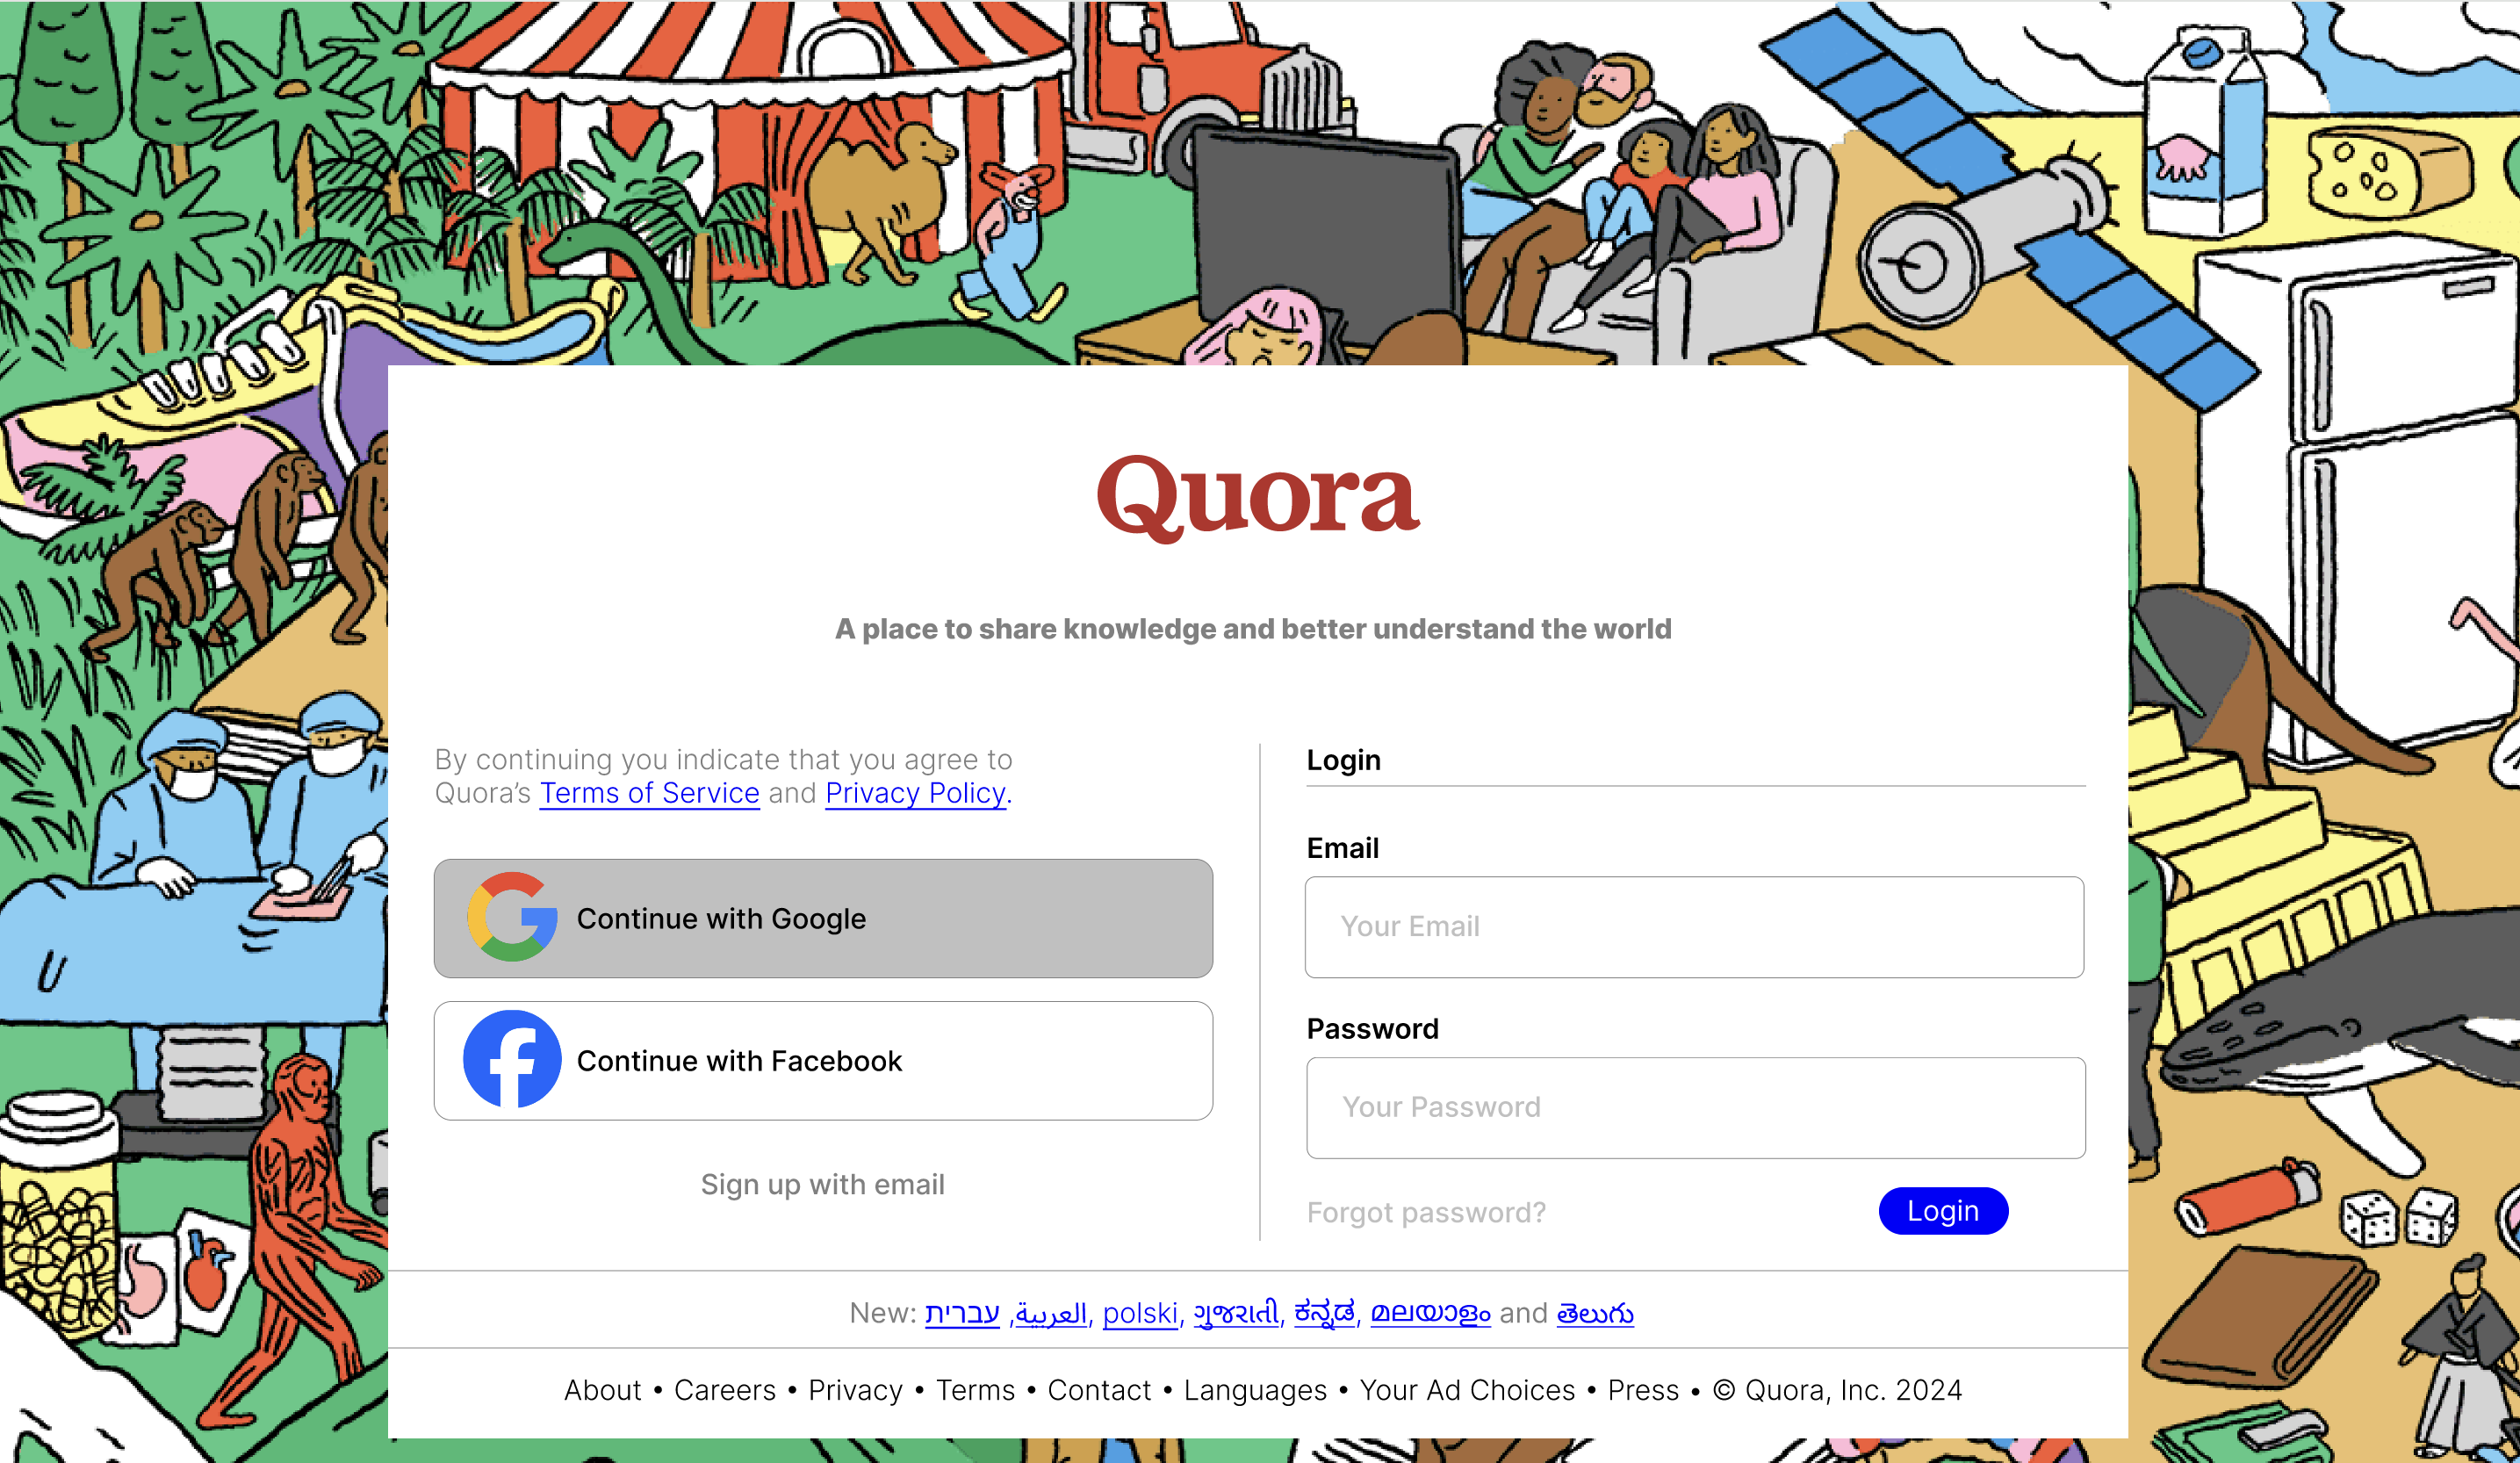 Quora
A place to share knowledge and better understand the world
By continuing you indicate that you agree to
Quora’s Terms of Service and Privacy Policy.
Continue with Google
Continue with Facebook
Sign up with email
Login
Email
Your Email
Password
Your Password
Forgot password?
Login
New: עברית, العربية, polski, ગુજરાતી, ಕನ್ನಡ, മലയാളം and తెలుగు
About • Careers • Privacy • Terms • Contact • Languages • Your Ad Choices • Press • © Quora, Inc. 2024